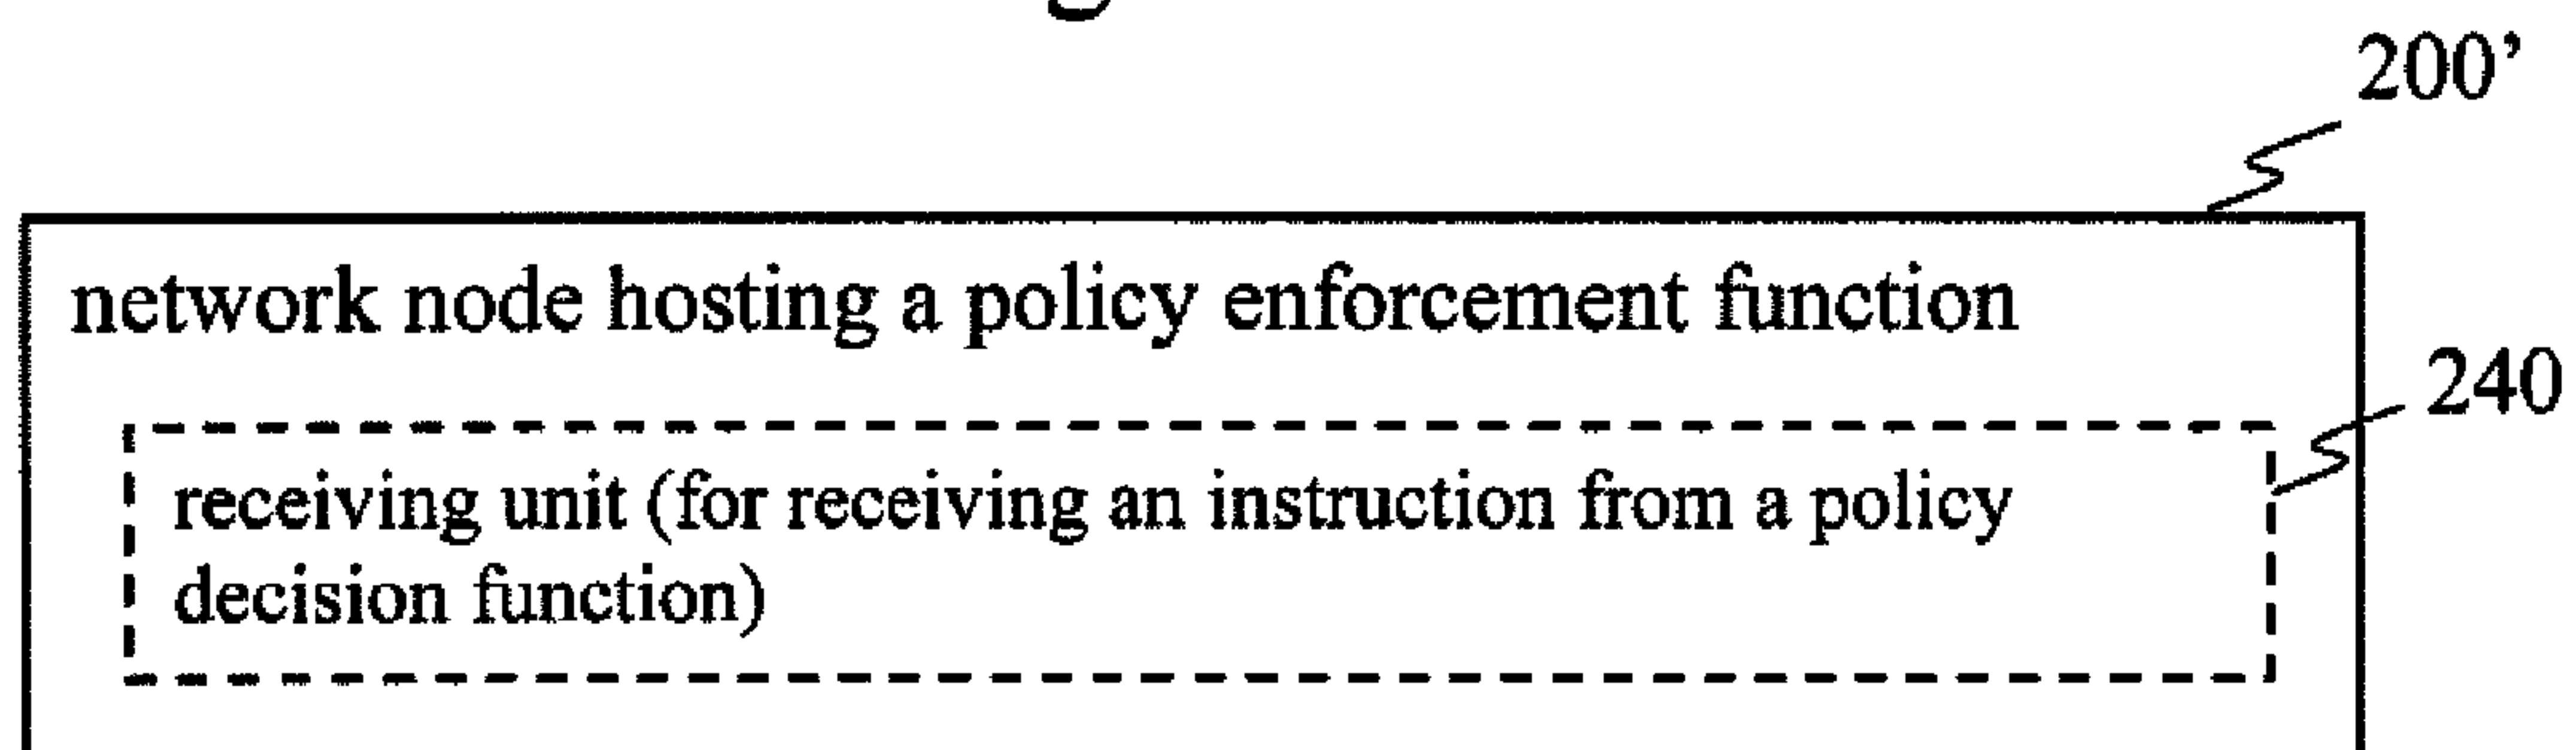 200’
network node hosting a policy enforcement function
240
receiving unit (for receiving an instruction from a policy
decision function)